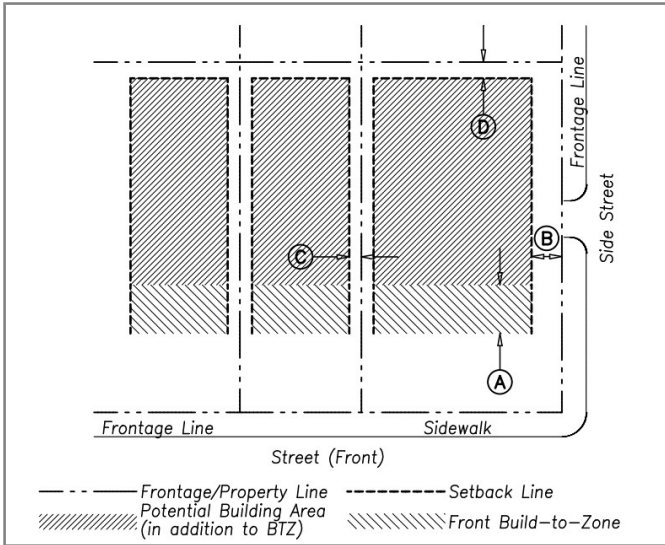 Frontage Line
D
Side Street
B
C
A
Frontage Line
Sidewalk
Street (Front)
Frontage/Property Line
Setback Line
Potential Building Area
(in addition to BTZ)
Front Build-to-Zone